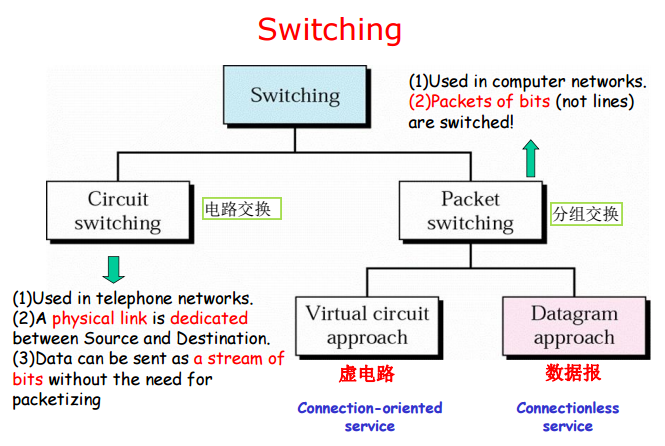 Switching
Switching
(1)Used in computer networks.
(2)Packets of bits (not lines)
are switched!
Circuit
switching
电路交换
Packet
switching
分组交换
(1)Used in telephone networks.
(2)A physical link is dedicated
between Source and Destination.
(3)Data can be sent as a stream of
bits without the need for
packetizing
Virtual circuit
approach
虚电路
Connection-oriented
service
Datagram
approach
数据报
Connectionless
service